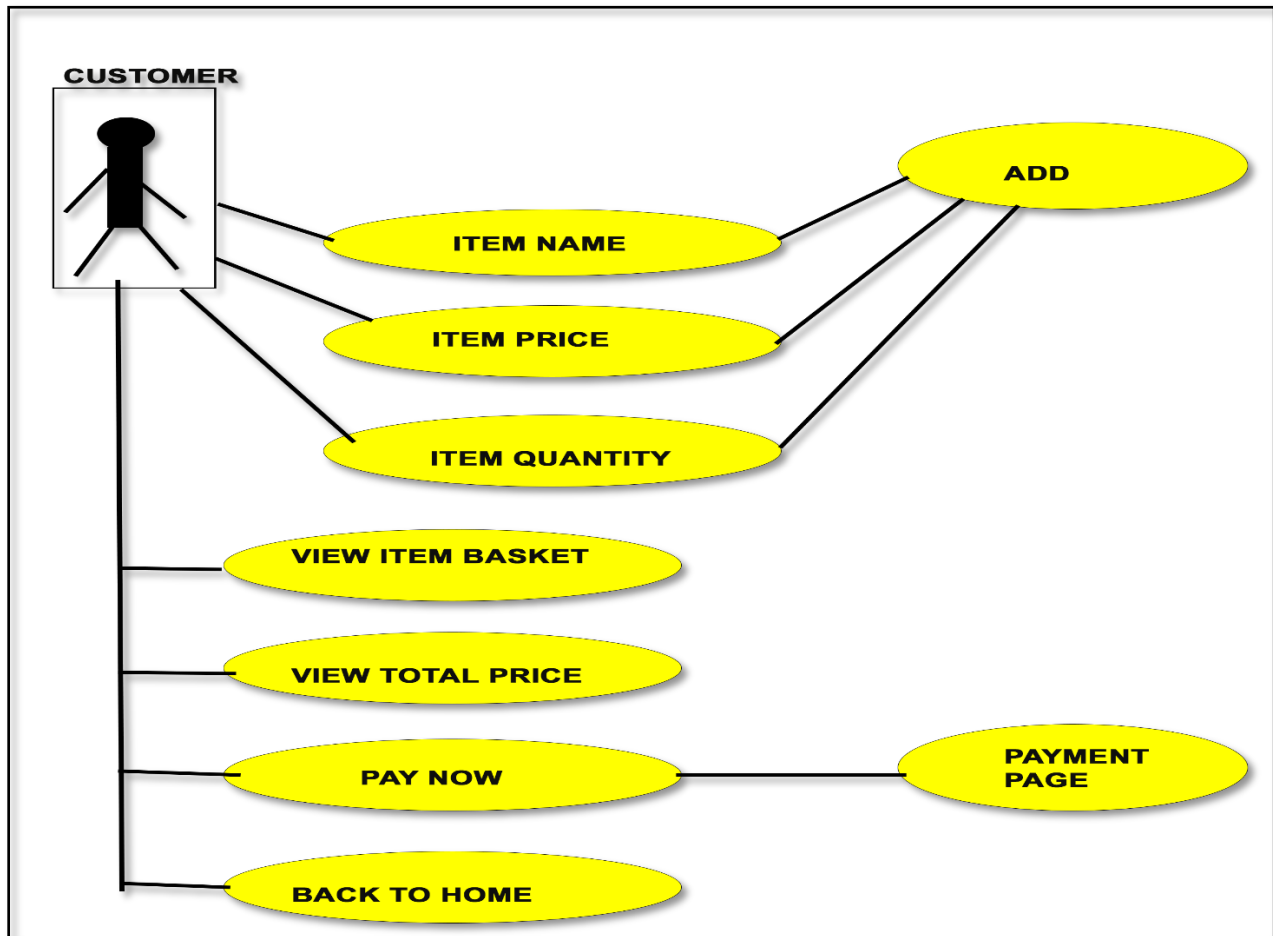 CUSTOMER
ADD
ITEM NAME
ITEM PRICE
ITEM QUANTITY
VIEW ITEM BASKET
VIEW TOTAL PRICE
PAY NOW
PAYMENT
PAGE
BACK TO HOME